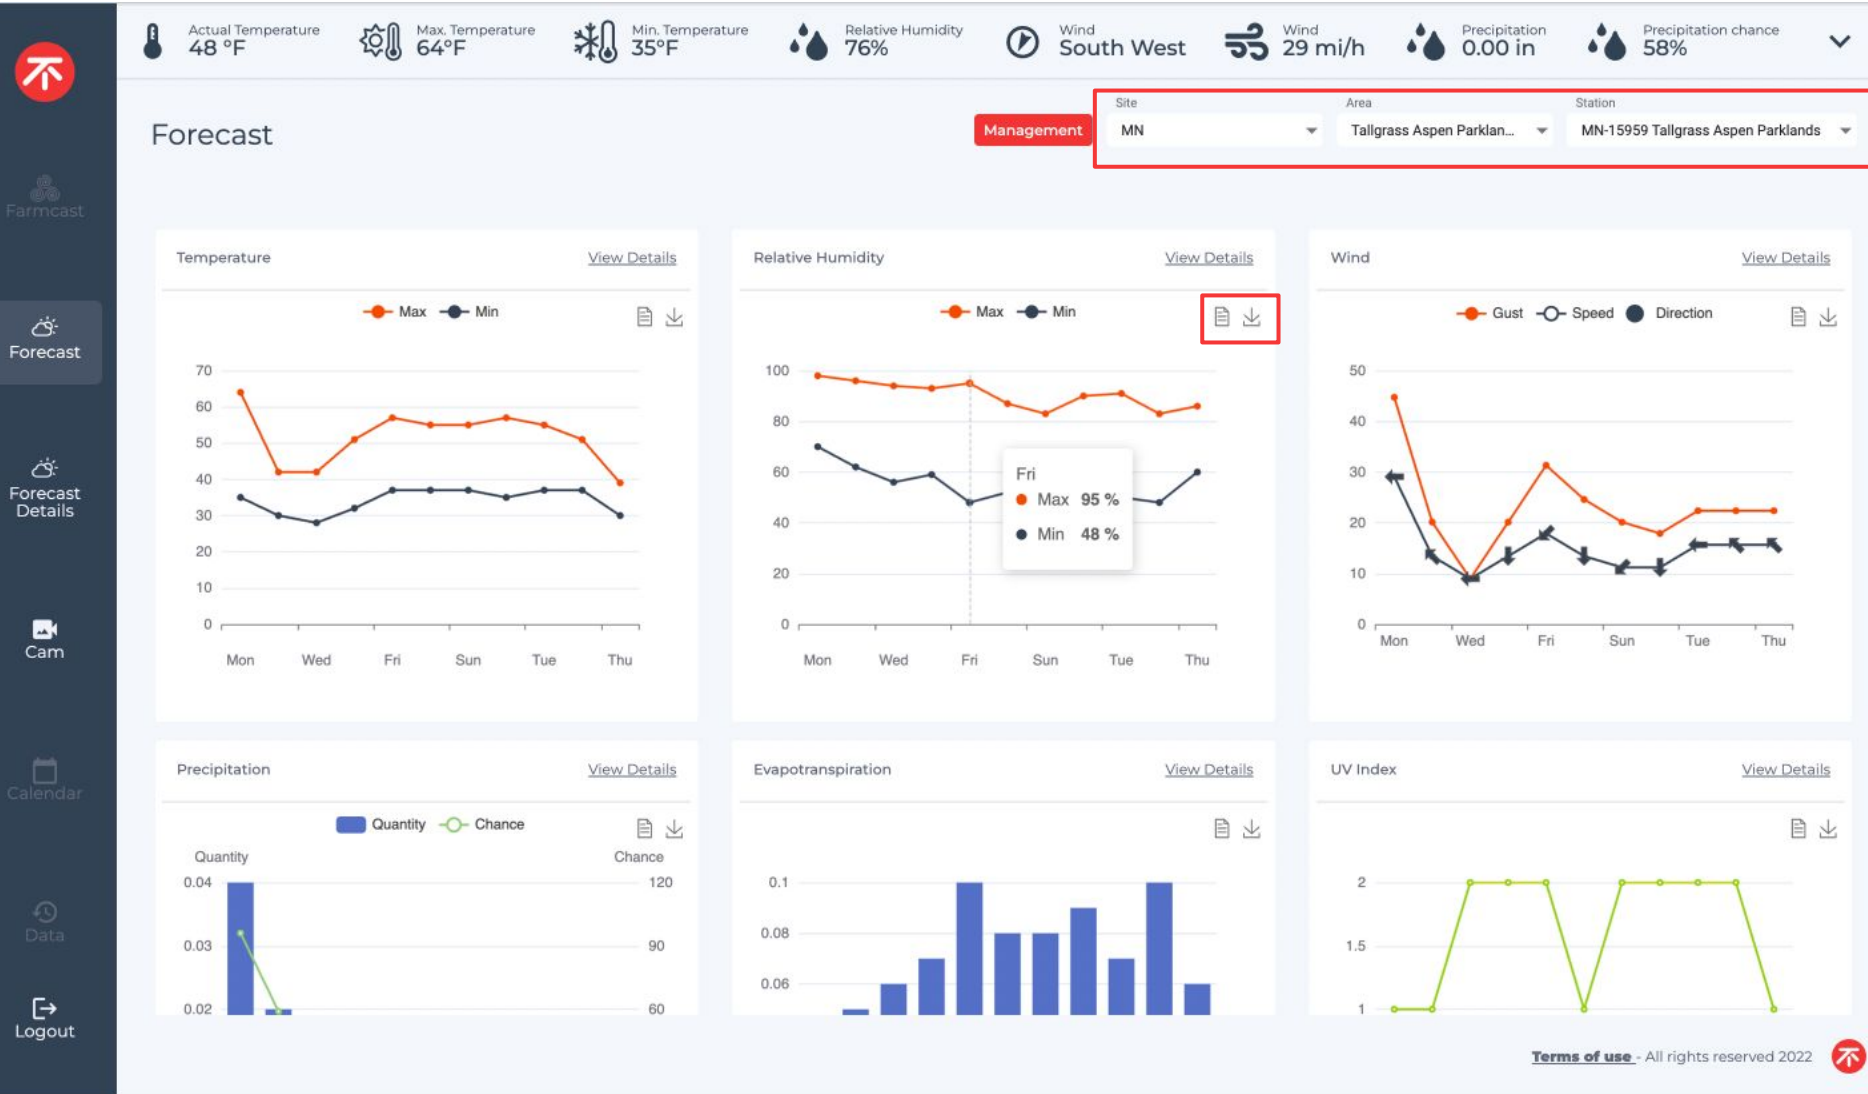 Actual Temperature
48 °F
Max. Temperature
64°F
Min. Temperature
35°F
Relative Humidity
76%
Wind
South West
Wind
29 mi/h
Precipitation
0.00 in
Precipitation chance
58%
Forecast
Management
Site
MN
Area
Tallgrass Aspen Parklan...
Station
MN-15959 Tallgrass Aspen Parklands
Farmcast
Forecast
Forecast
Details
Cam
Calendar
Data
Logout
Temperature
View Details
Max
Min
70
60
50
40
30
20
10
0
Mon Wed Fri Sun Tue Thu
Relative Humidity
View Details
Max
Min
100
80
60
40
20
0
Fri
Max 95 %
Min 48 %
Mon Wed Fri Sun Tue Thu
Wind
View Details
Gust
Speed
Direction
50
40
30
20
10
0
Mon Wed Fri Sun Tue Thu
Precipitation
View Details
Quantity
Chance
Quantity
Chance
0.04 120
0.03 90
0.02 60
Evapotranspiration
View Details
0.1
0.08
0.06
UV Index
View Details
2
1.5
1
Terms of use - All rights reserved 2022